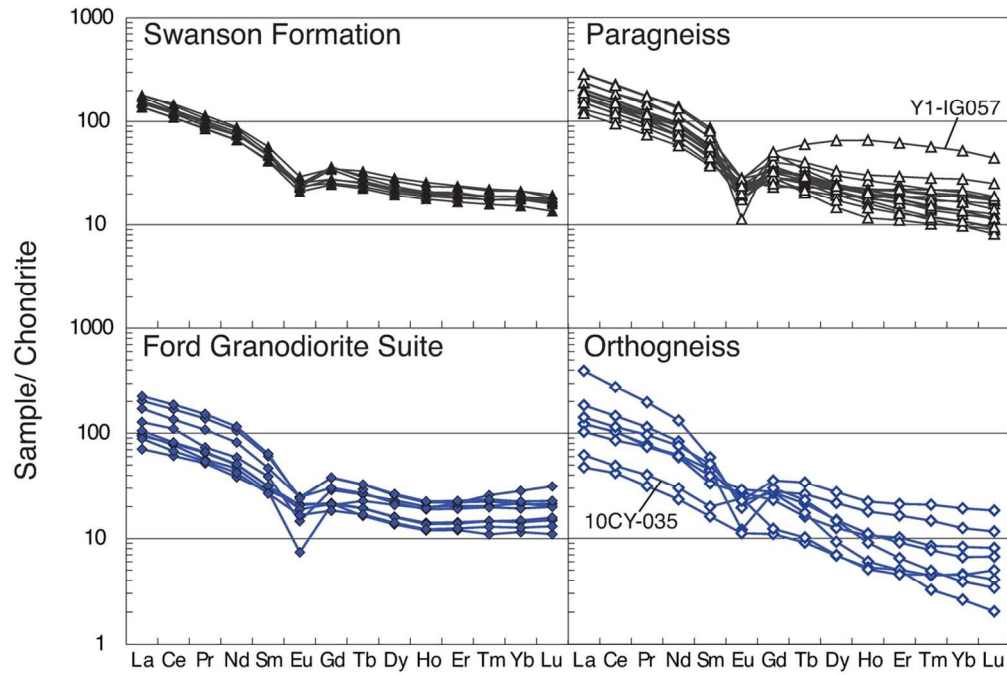 1000
Swanson Formation
Paragneiss
Y1-IG057
100
10
1000
Ford Granodiorite Suite
Orthogneiss
100
10CY-035
10
1
Sample/ Chondrite
La Ce Pr Nd Sm Eu Gd Tb Dy Ho Er Tm Yb Lu
La Ce Pr Nd Sm Eu Gd Tb Dy Ho Er Tm Yb Lu